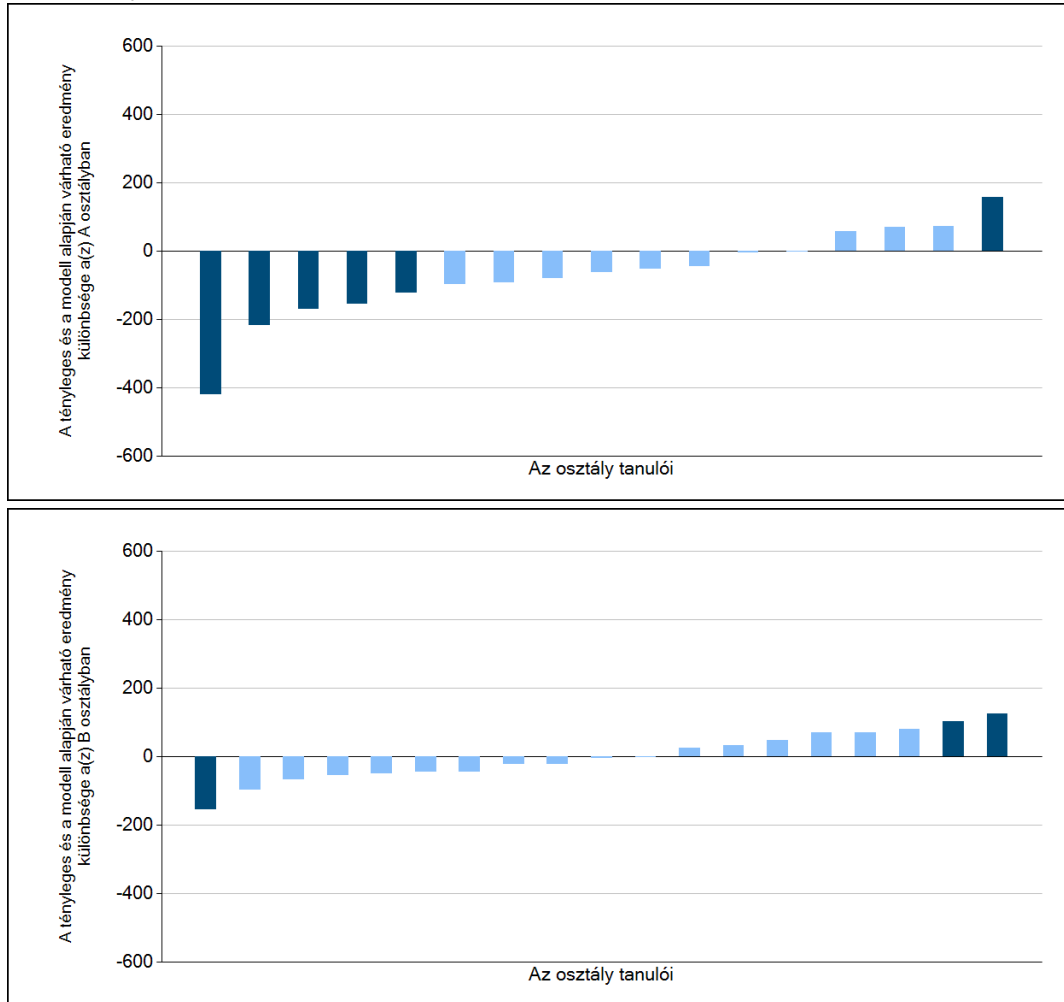 A tényleges és a modell alapján várható eredmény
különbsége a(z) A osztályban
600
400
200
0
-200
-400
-600
Az osztály tanulói
A tényleges és a modell alapján várható eredmény
különbsége a(z) B osztályban
600
400
200
0
-200
-400
-600
Az osztály tanulói